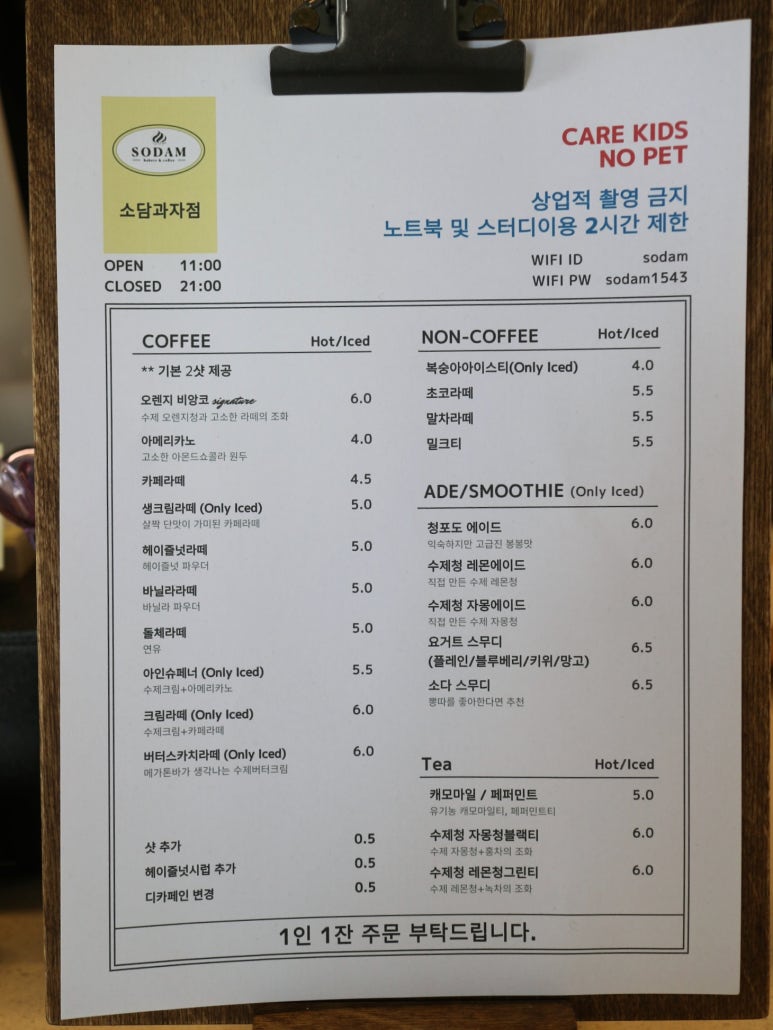 SODAM
bakery & coffee
소담과자점
OPEN 11:00
CLOSED 21:00
CARE KIDS
NO PET
상업적 촬영 금지
노트북 및 스터디이용 2시간 제한
WIFI ID sodam
WIFI PW sodam1543
COFFEE Hot/Iced
** 기본 2샷 제공
오렌지 비앙코 signature 6.0
수제 오렌지청과 고소한 라떼의 조화
아메리카노 4.0
고소한 아몬드쇼콜라 원두
카페라떼 4.5
생크림라떼 (Only Iced) 5.0
살짝 단맛이 가미된 카페라떼
헤이즐넛라떼 5.0
헤이즐넛 파우더
바닐라라떼 5.0
바닐라 파우더
돌체라떼 5.0
연유
아인슈페너 (Only Iced) 5.5
수제크림+아메리카노
크림라떼 (Only Iced) 6.0
수제크림+카페라떼
버터스카치라떼 (Only Iced) 6.0
메가톤바가 생각나는 수제버터크림
샷 추가 0.5
헤이즐넛시럽 추가 0.5
디카페인 변경 0.5
NON-COFFEE Hot/Iced
복숭아아이스티(Only Iced) 4.0
초코라떼 5.5
말차라떼 5.5
밀크티 5.5
ADE/SMOOTHIE (Only Iced)
청포도 에이드 6.0
익숙하지만 고급진 봉봉맛
수제청 레몬에이드 6.0
직접 만든 수제 레몬청
수제청 자몽에이드 6.0
직접 만든 수제 자몽청
요거트 스무디 6.5
(플레인/블루베리/키위/망고)
소다 스무디 6.5
뽕따를 좋아한다면 추천
Tea Hot/Iced
캐모마일 / 페퍼민트 5.0
유기농 캐모마일티, 페퍼민트티
수제청 자몽청블랙티 6.0
수제 자몽청+홍차의 조화
수제청 레몬청그린티 6.0
수제 레몬청+녹차의 조화
1인 1잔 주문 부탁드립니다.